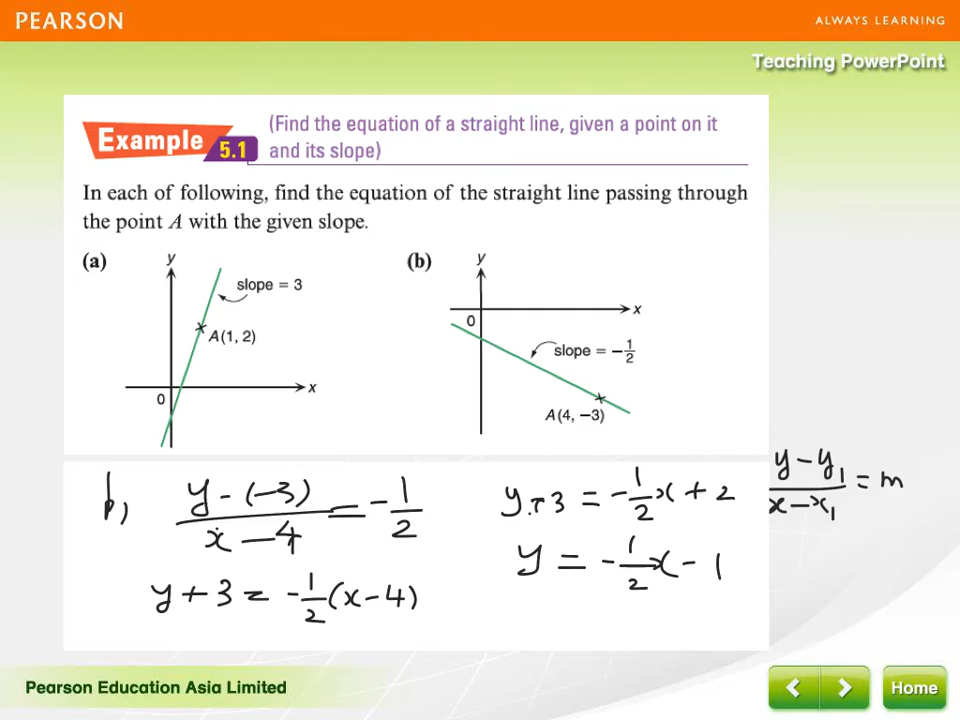 PEARSON
ALWAYS LEARNING
Teaching PowerPoint
Example 5.1
(Find the equation of a straight line, given a point on it
and its slope)
In each of following, find the equation of the straight line passing through
the point A with the given slope.
(a)
y
slope = 3
A(1, 2)
0
x
(b)
y
x
0
slope = -1/2
A(4, −3)
b)
(y - (-3))/(x - 4) = -1/2
y + 3 = -1/2 (x - 4)
y + 3 = -1/2 x + 2
y = -1/2 x - 1
(y - y₁)/(x - x₁) = m
Pearson Education Asia Limited
Home